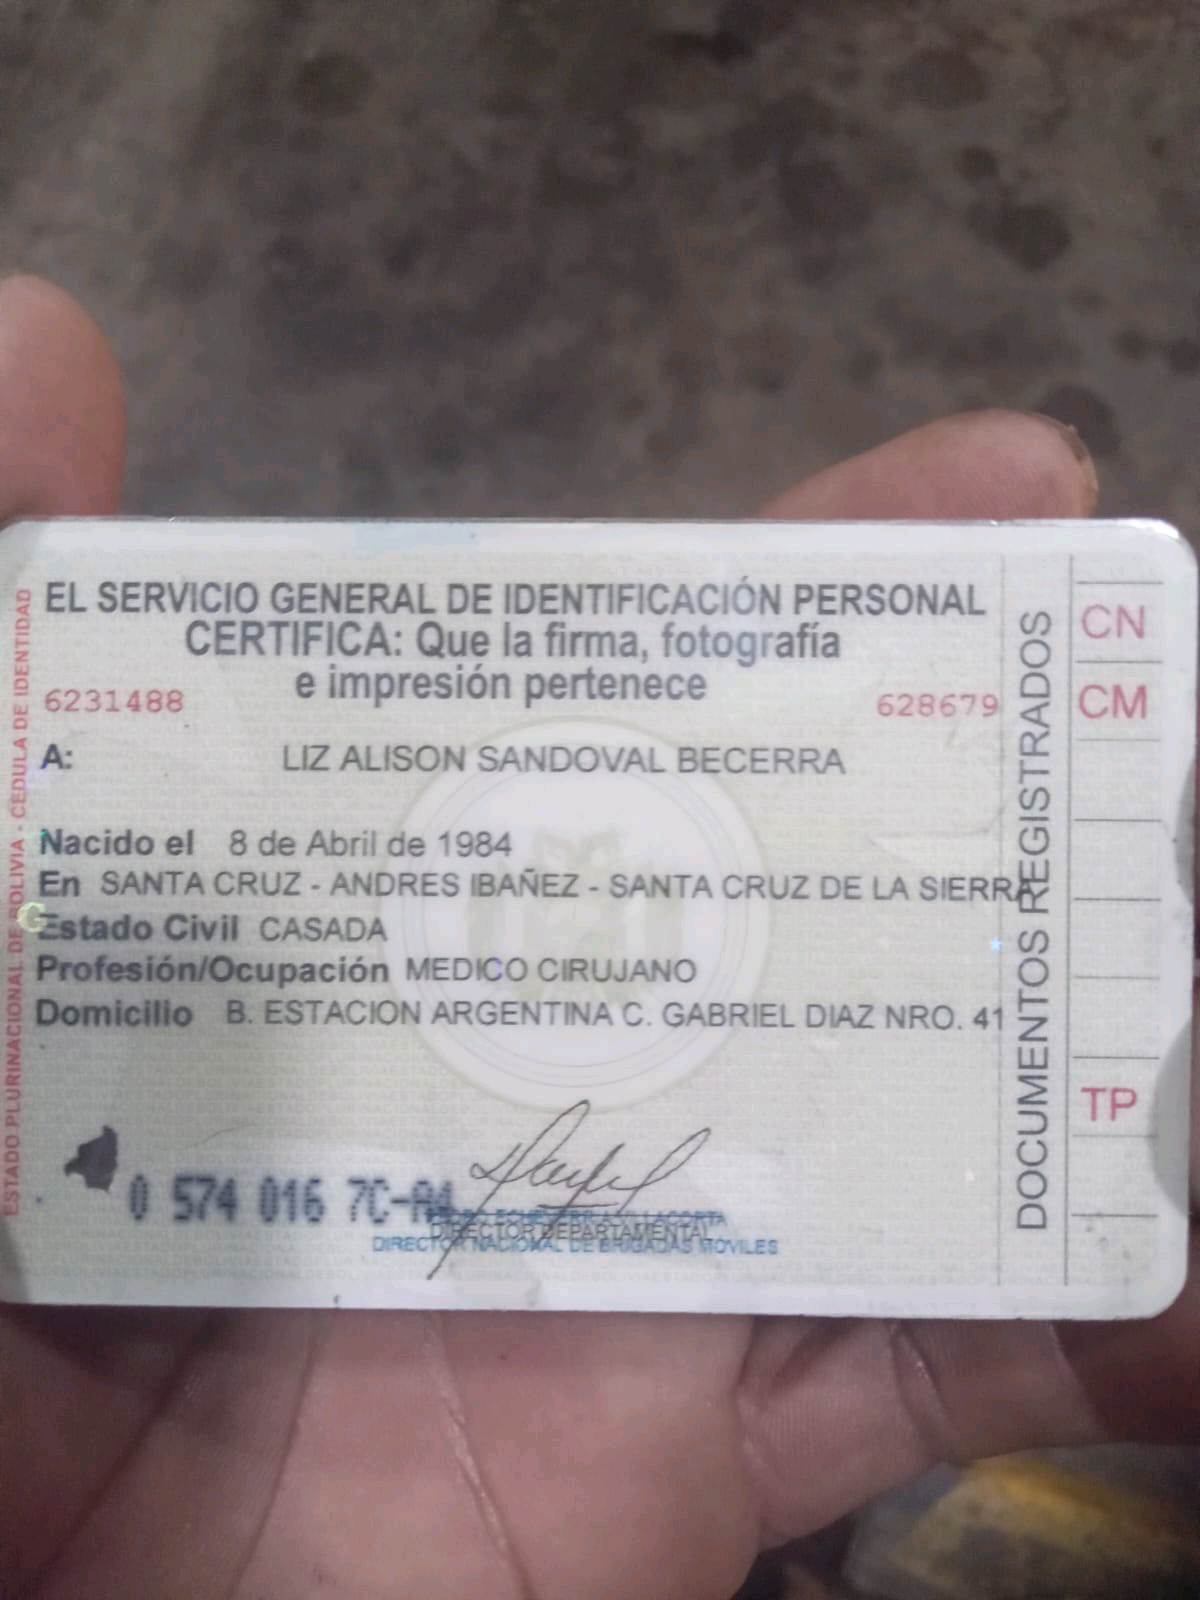 EL SERVICIO GENERAL DE IDENTIFICACIÓN PERSONAL
CERTIFICA: Que la firma, fotografía
e impresión pertenece
6231488
628679
A: LIZ ALISON SANDOVAL BECERRA
Nacido el 8 de Abril de 1984
En SANTA CRUZ - ANDRES IBAÑEZ - SANTA CRUZ DE LA SIERRA
Estado Civil CASADA
Profesión/Ocupación MEDICO CIRUJANO
Domicilio B. ESTACION ARGENTINA C. GABRIEL DIAZ NRO. 41
0 574 016 7C-A4
DIRECTOR DEPARTAMENTAL
DIRECTOR NACIONAL DE BRIGADAS MOVILES
ESTADO PLURINACIONAL DE BOLIVIA - CEDULA DE IDENTIDAD
DOCUMENTOS REGISTRADOS
CN
CM
TP